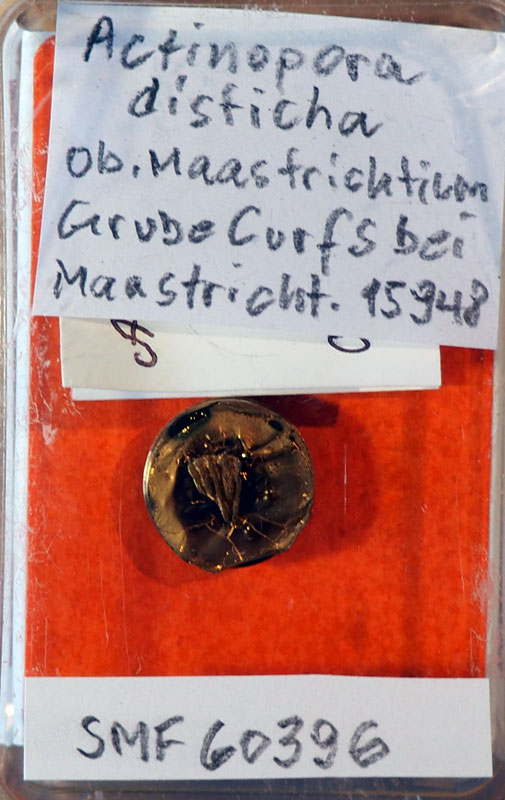 Actinopora
disticha
Ob. Maastrichtium
Grube Curfs bei
Maastricht. 15948
SMF 60396